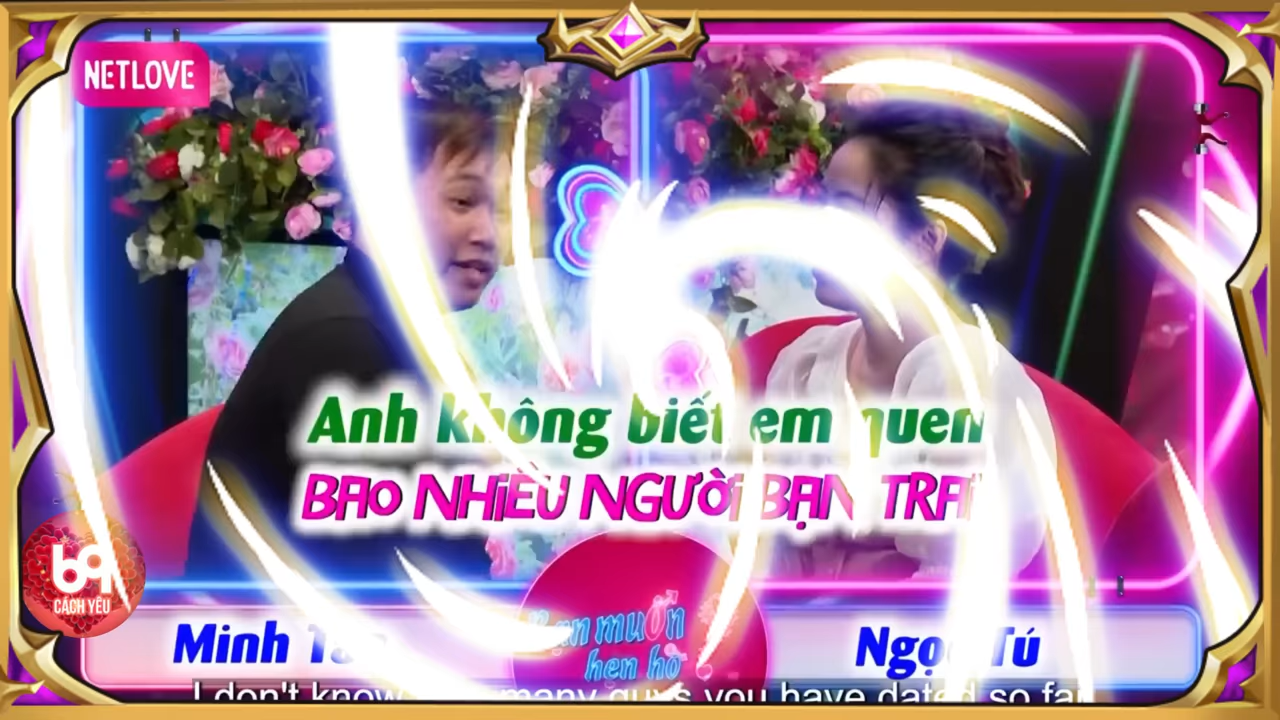 NETLOVE
Anh không biết em quen
BAO NHIÊU NGƯỜI BẠN TRAI
69
CÁCH YÊU
Minh
Bạn muốn
hẹn hò
Ngọc Tú
I don't know many guys you have dated so far